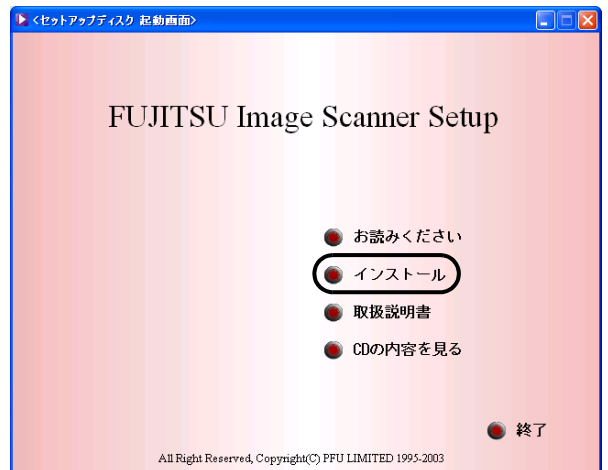 <セットアップディスク 起動画面>
FUJITSU Image Scanner Setup
お読みください
インストール
取扱説明書
CDの内容を見る
終了
All Right Reserved, Copyright(C) PFU LIMITED 1995-2003